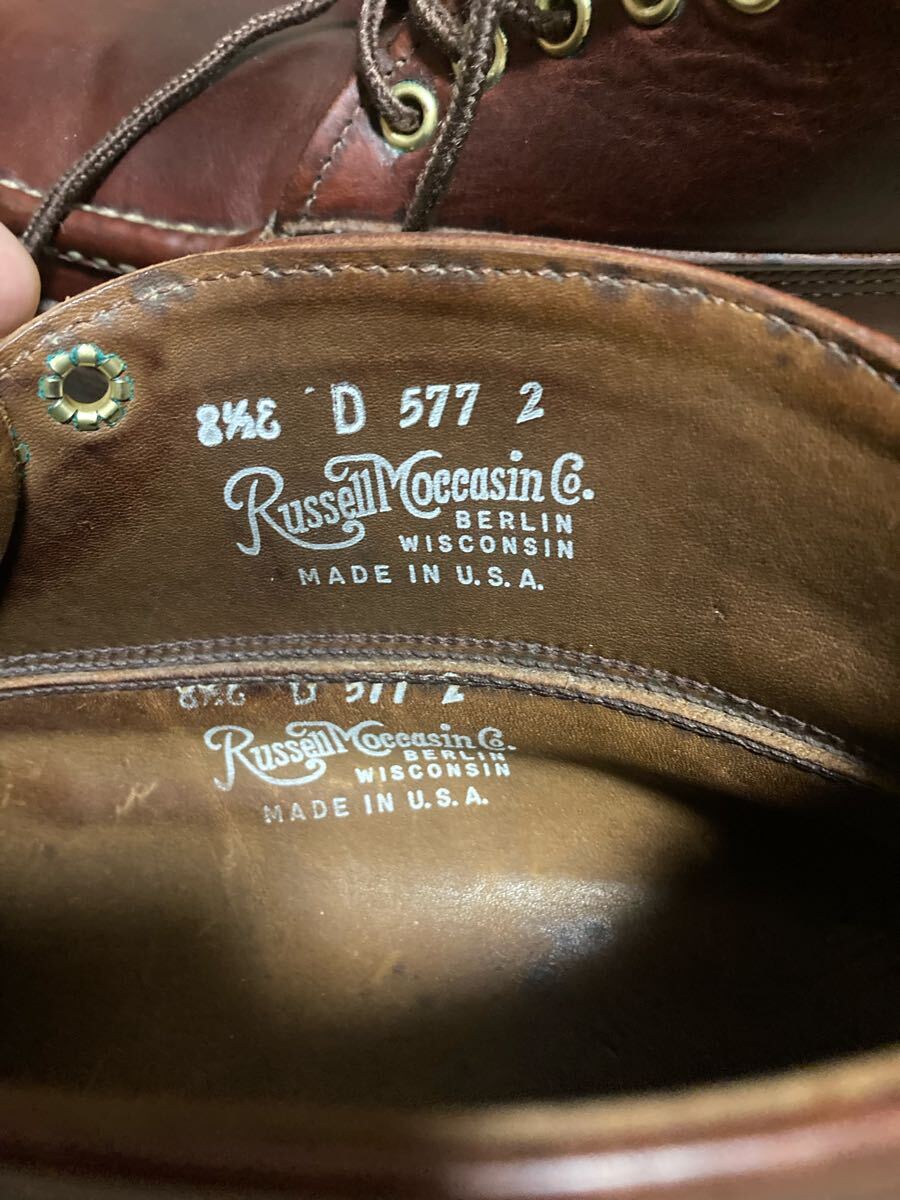 8½E D 577 2
Russell Moccasin Co.
BERLIN
WISCONSIN
MADE IN U.S.A.
8½E D 577 2
Russell Moccasin Co.
BERLIN
WISCONSIN
MADE IN U.S.A.